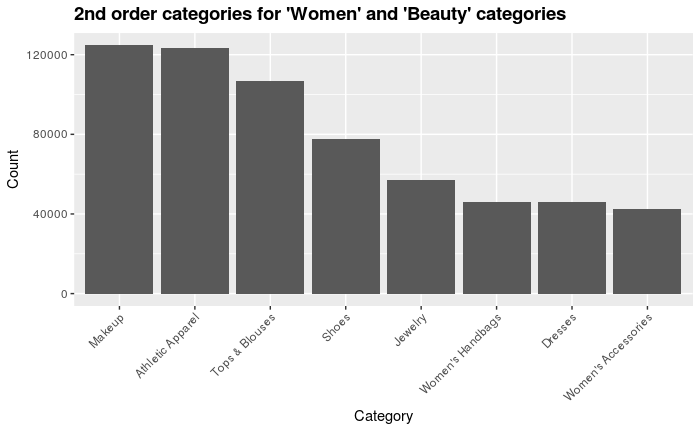 2nd order categories for 'Women' and 'Beauty' categories
Count
120000
80000
40000
0
Makeup
Athletic Apparel
Tops & Blouses
Shoes
Jewelry
Women's Handbags
Dresses
Women's Accessories
Category